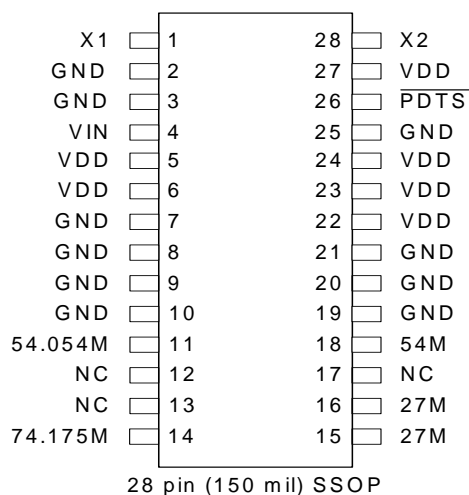 X1 1 28 X2
GND 2 27 VDD
GND 3 26 PDTS
VIN 4 25 GND
VDD 5 24 VDD
VDD 6 23 VDD
GND 7 22 VDD
GND 8 21 GND
GND 9 20 GND
GND 10 19 GND
54.054M 11 18 54M
NC 12 17 NC
NC 13 16 27M
74.175M 14 15 27M
28 pin (150 mil) SSOP